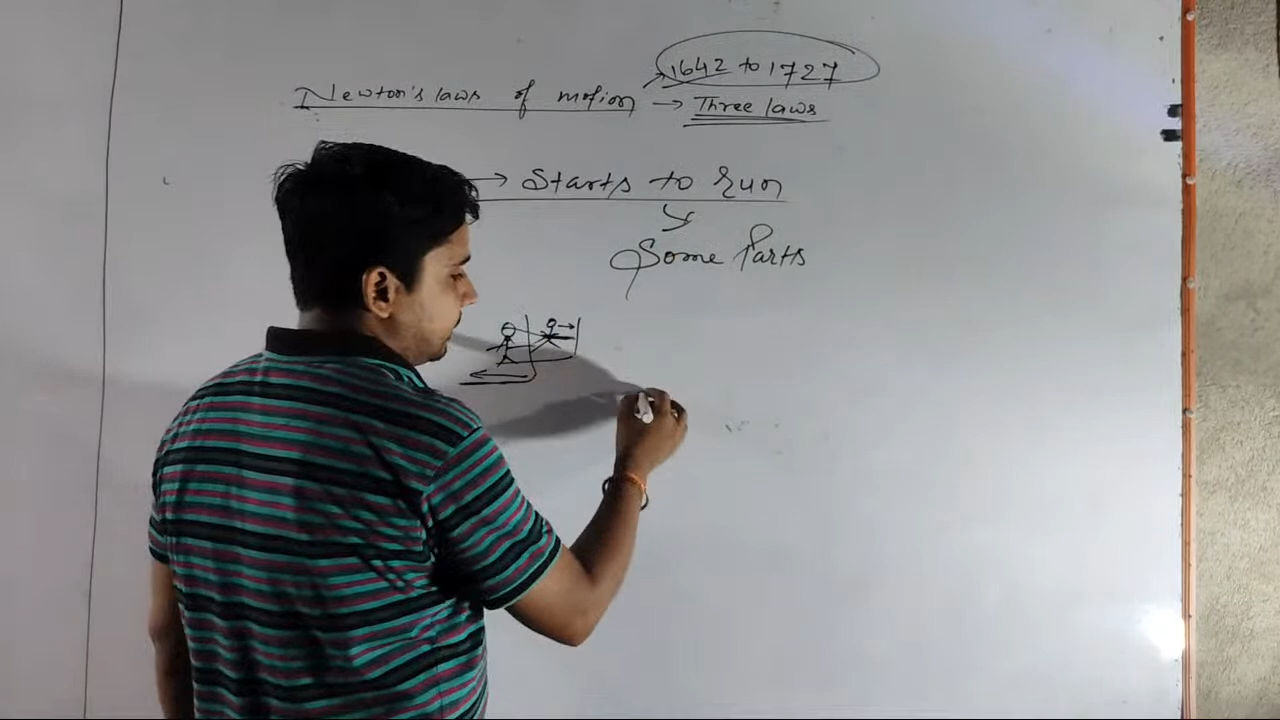 1642 to 1727
Newton's laws of motion → Three laws
→ Starts to run
Some Parts